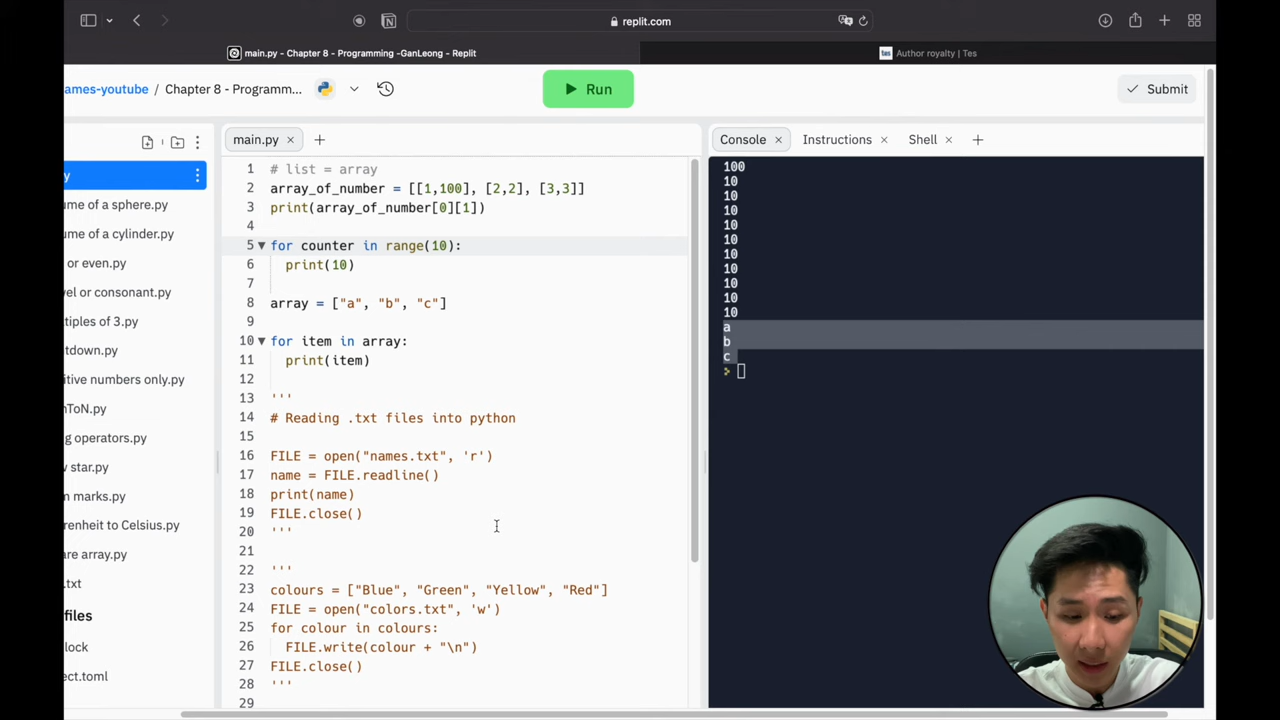 replit.com
main.py - Chapter 8 - Programming -GanLeong - Replit
tes Author royalty | Tes
ames-youtube / Chapter 8 - Programm...
Run
Submit
y
ume of a sphere.py
ume of a cylinder.py
or even.py
vel or consonant.py
tiples of 3.py
tdown.py
itive numbers only.py
nToN.py
ng operators.py
w star.py
m marks.py
renheit to Celsius.py
are array.py
.txt
files
lock
ect.toml
main.py
1 # list = array
2 array_of_number = [[1,100], [2,2], [3,3]]
3 print(array_of_number[0][1])
4
5 for counter in range(10):
6 print(10)
7
8 array = ["a", "b", "c"]
9
10 for item in array:
11 print(item)
12
13 '''
14 # Reading .txt files into python
15
16 FILE = open("names.txt", 'r')
17 name = FILE.readline()
18 print(name)
19 FILE.close()
20 '''
21
22 '''
23 colours = ["Blue", "Green", "Yellow", "Red"]
24 FILE = open("colors.txt", 'w')
25 for colour in colours:
26 FILE.write(colour + "\n")
27 FILE.close()
28 '''
29
Console Instructions Shell
100
10
10
10
10
10
10
10
10
10
10
a
b
c